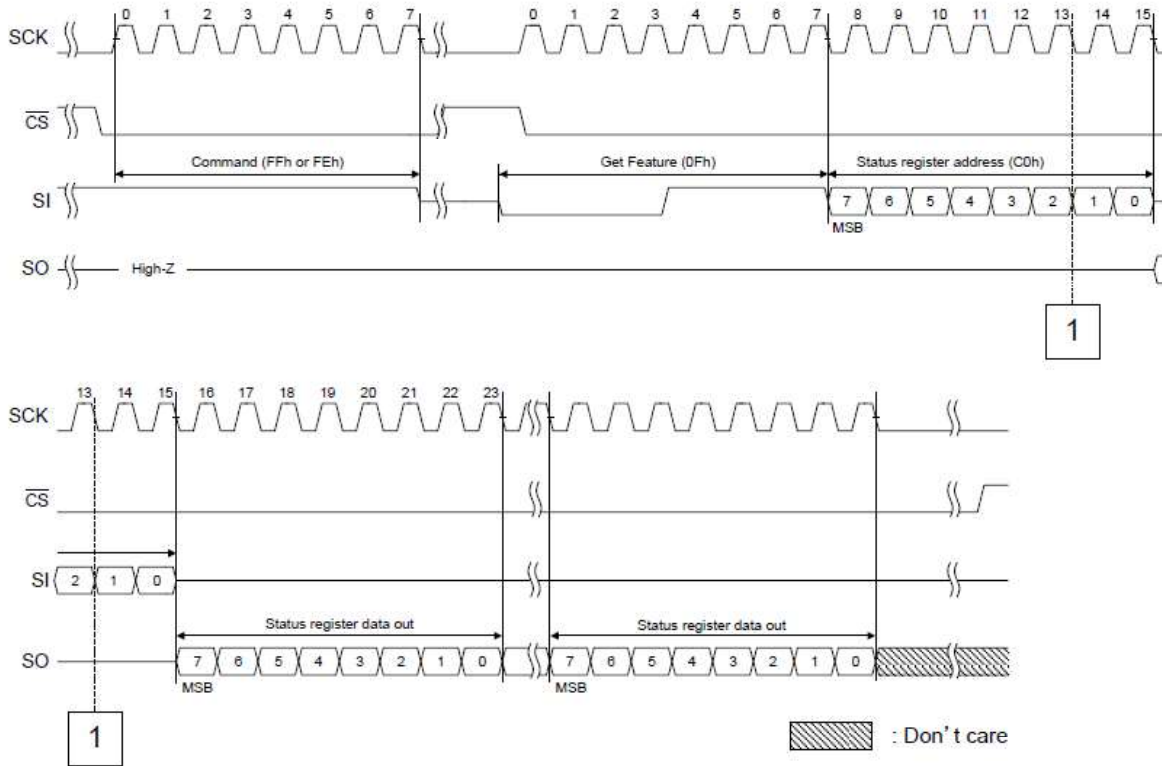 0 1 2 3 4 5 6 7 0 1 2 3 4 5 6 7 8 9 10 11 12 13 14 15
SCK
CS
Command (FFh or FEh) Get Feature (0Fh) Status register address (C0h)
SI 7 6 5 4 3 2 1 0
MSB
SO High-Z
1
13 14 15 16 17 18 19 20 21 22 23
SCK
CS
SI 2 1 0
Status register data out Status register data out
SO 7 6 5 4 3 2 1 0 7 6 5 4 3 2 1 0
MSB MSB
1
: Don't care